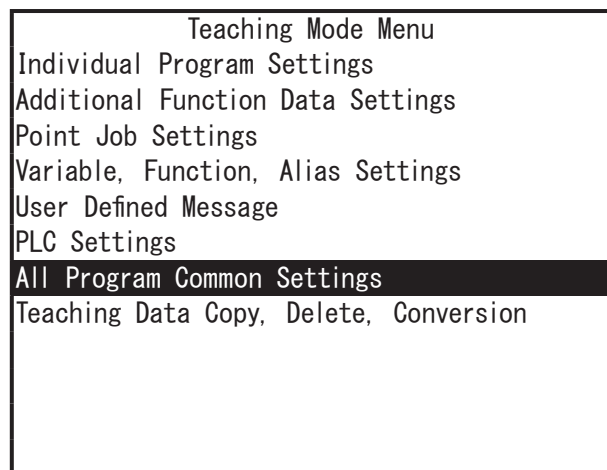 Teaching Mode Menu
Individual Program Settings
Additional Function Data Settings
Point Job Settings
Variable, Function, Alias Settings
User Defined Message
PLC Settings
All Program Common Settings
Teaching Data Copy, Delete, Conversion